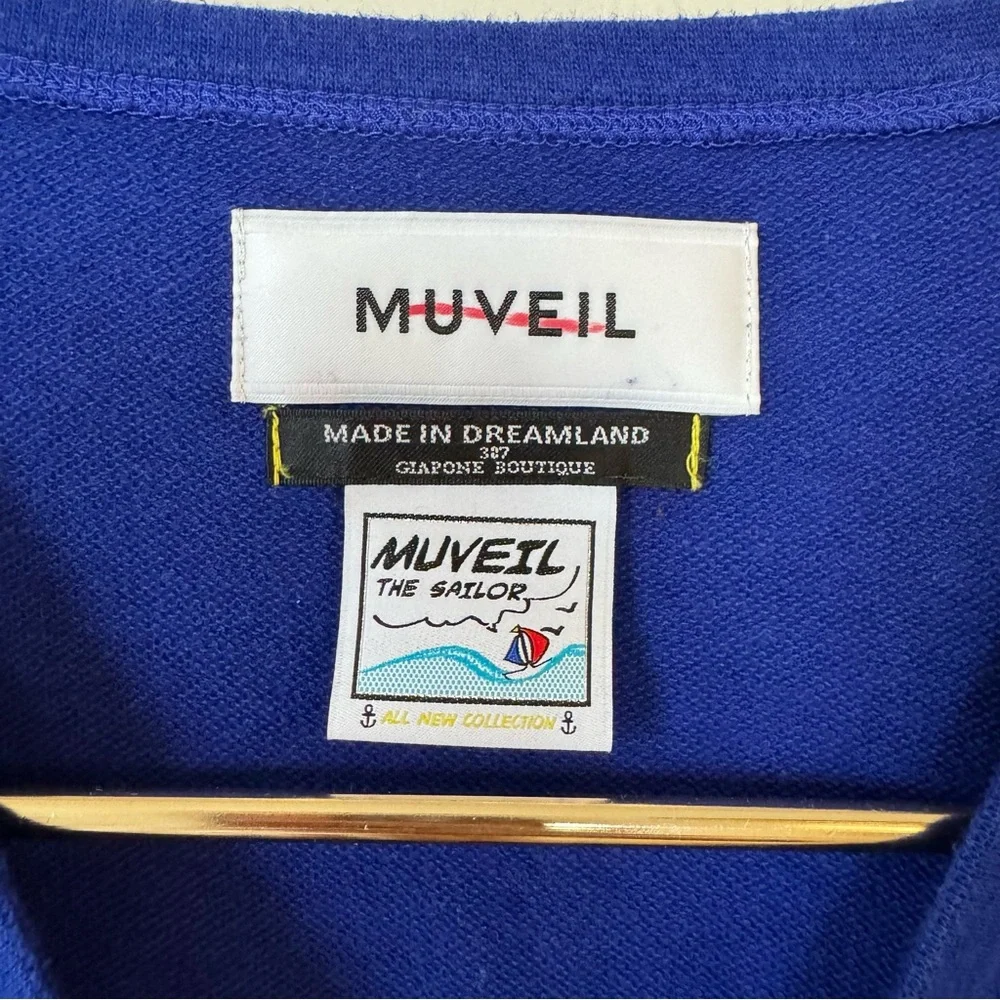 MUVEIL
MADE IN DREAMLAND
387
GIAPONE BOUTIQUE
MUVEIL
THE SAILOR
ALL NEW COLLECTION